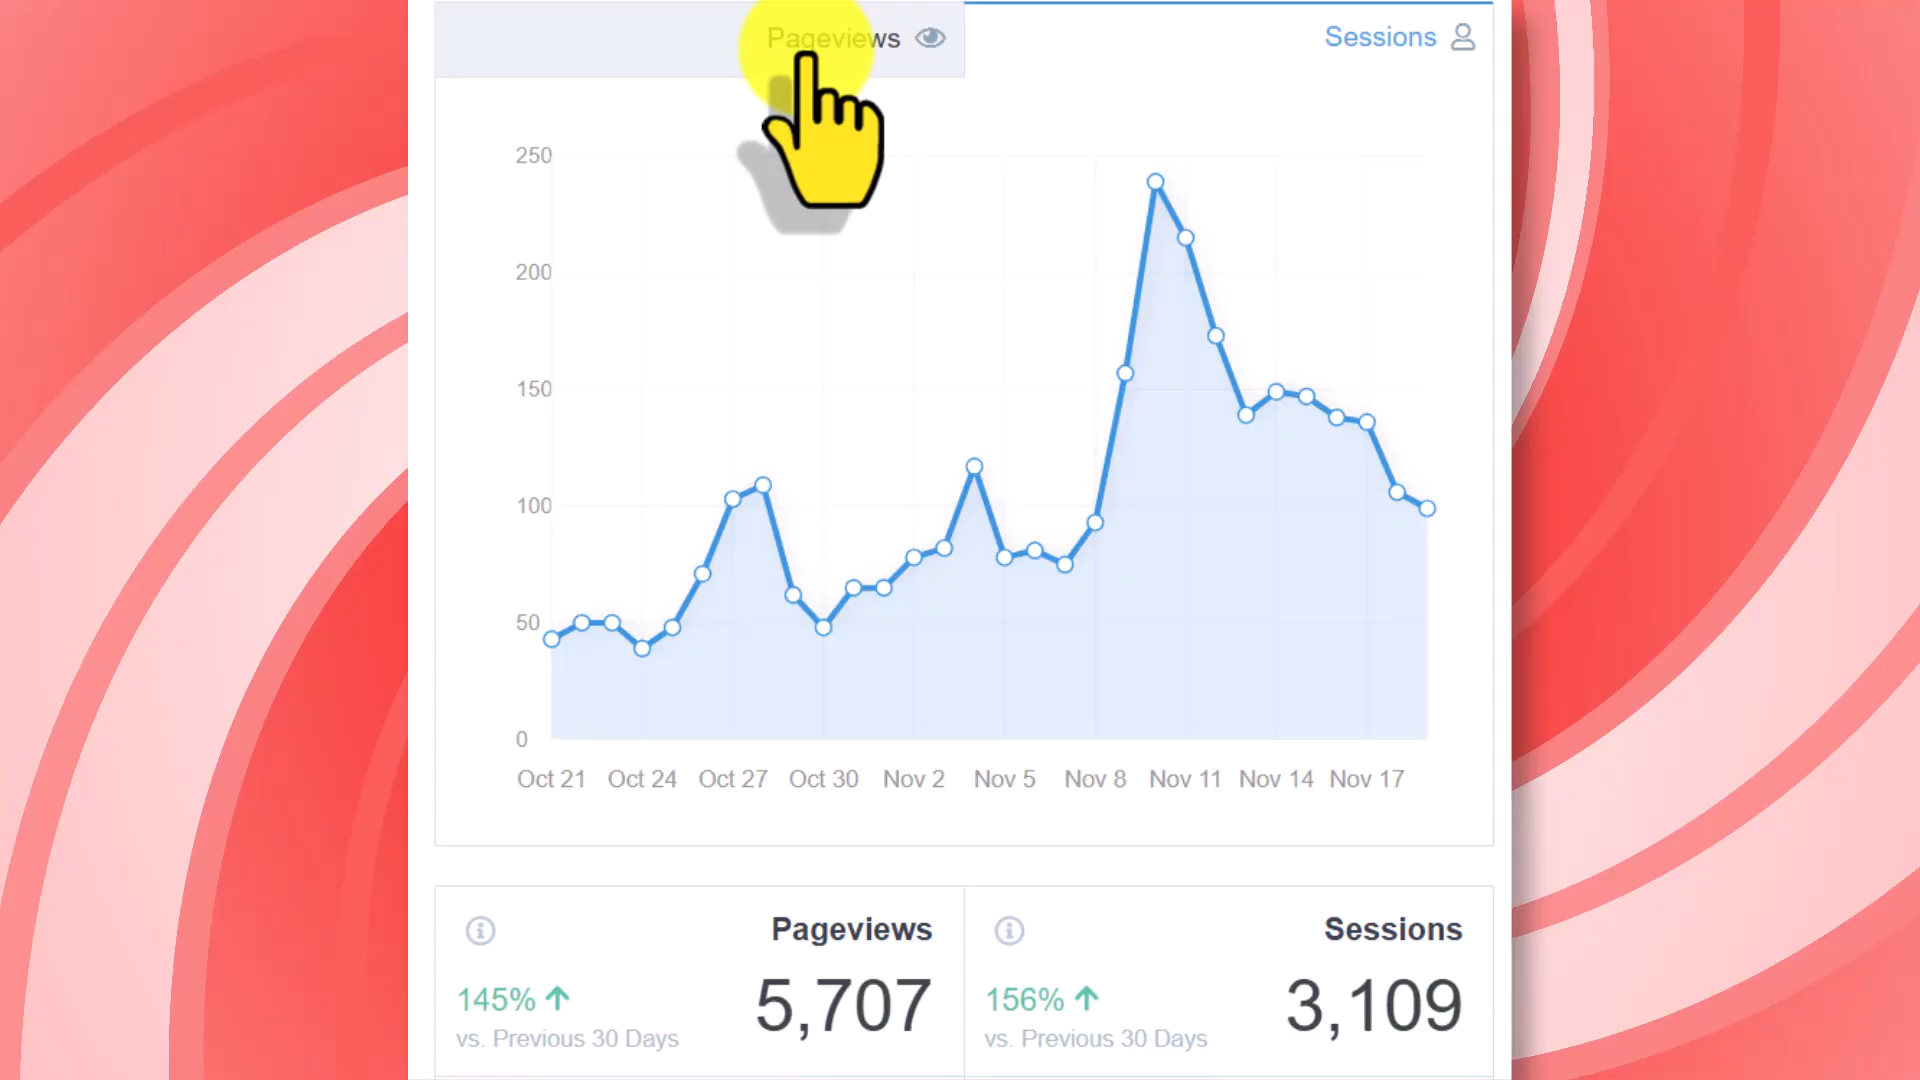 Pageviews
Sessions
250
200
150
100
50
0
Oct 21 Oct 24 Oct 27 Oct 30 Nov 2 Nov 5 Nov 8 Nov 11 Nov 14 Nov 17
Pageviews
145%
5,707
vs. Previous 30 Days
Sessions
156%
3,109
vs. Previous 30 Days